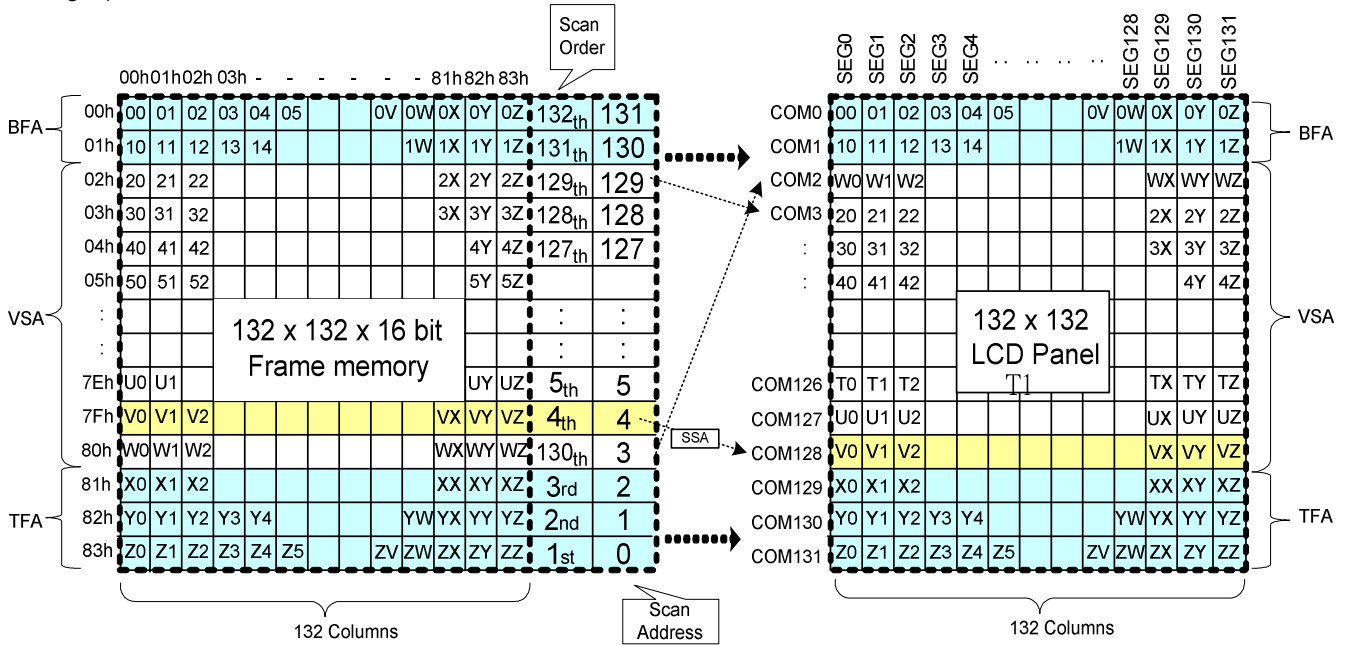 Scan
Order
00h 01h 02h 03h - - - - - - 81h 82h 83h
SEG0 SEG1 SEG2 SEG3 SEG4 .. .. .. .. SEG128 SEG129 SEG130 SEG131
BFA
00h 00 01 02 03 04 05 0V 0W 0X 0Y 0Z 132th 131
01h 10 11 12 13 14 1W 1X 1Y 1Z 131th 130
VSA
02h 20 21 22 2X 2Y 2Z 129th 129
03h 30 31 32 3X 3Y 3Z 128th 128
04h 40 41 42 4Y 4Z 127th 127
05h 50 51 52 5Y 5Z
: : :
: : :
132 x 132 x 16 bit
Frame memory
7Eh U0 U1 UY UZ 5th 5
7Fh V0 V1 V2 VX VY VZ 4th 4
80h W0 W1 W2 WX WY WZ 130th 3
TFA
81h X0 X1 X2 XX XY XZ 3rd 2
82h Y0 Y1 Y2 Y3 Y4 YW YX YY YZ 2nd 1
83h Z0 Z1 Z2 Z3 Z4 Z5 ZV ZW ZX ZY ZZ 1st 0
132 Columns
Scan
Address
SSA
COM0 00 01 02 03 04 05 0V 0W 0X 0Y 0Z
COM1 10 11 12 13 14 1W 1X 1Y 1Z
BFA
COM2 W0 W1 W2 WX WY WZ
COM3 20 21 22 2X 2Y 2Z
: 30 31 32 3X 3Y 3Z
: 40 41 42 4Y 4Z
132 x 132
LCD Panel
T1
VSA
COM126 T0 T1 T2 TX TY TZ
COM127 U0 U1 U2 UX UY UZ
COM128 V0 V1 V2 VX VY VZ
COM129 X0 X1 X2 XX XY XZ
COM130 Y0 Y1 Y2 Y3 Y4 YW YX YY YZ
COM131 Z0 Z1 Z2 Z3 Z4 Z5 ZV ZW ZX ZY ZZ
TFA
132 Columns